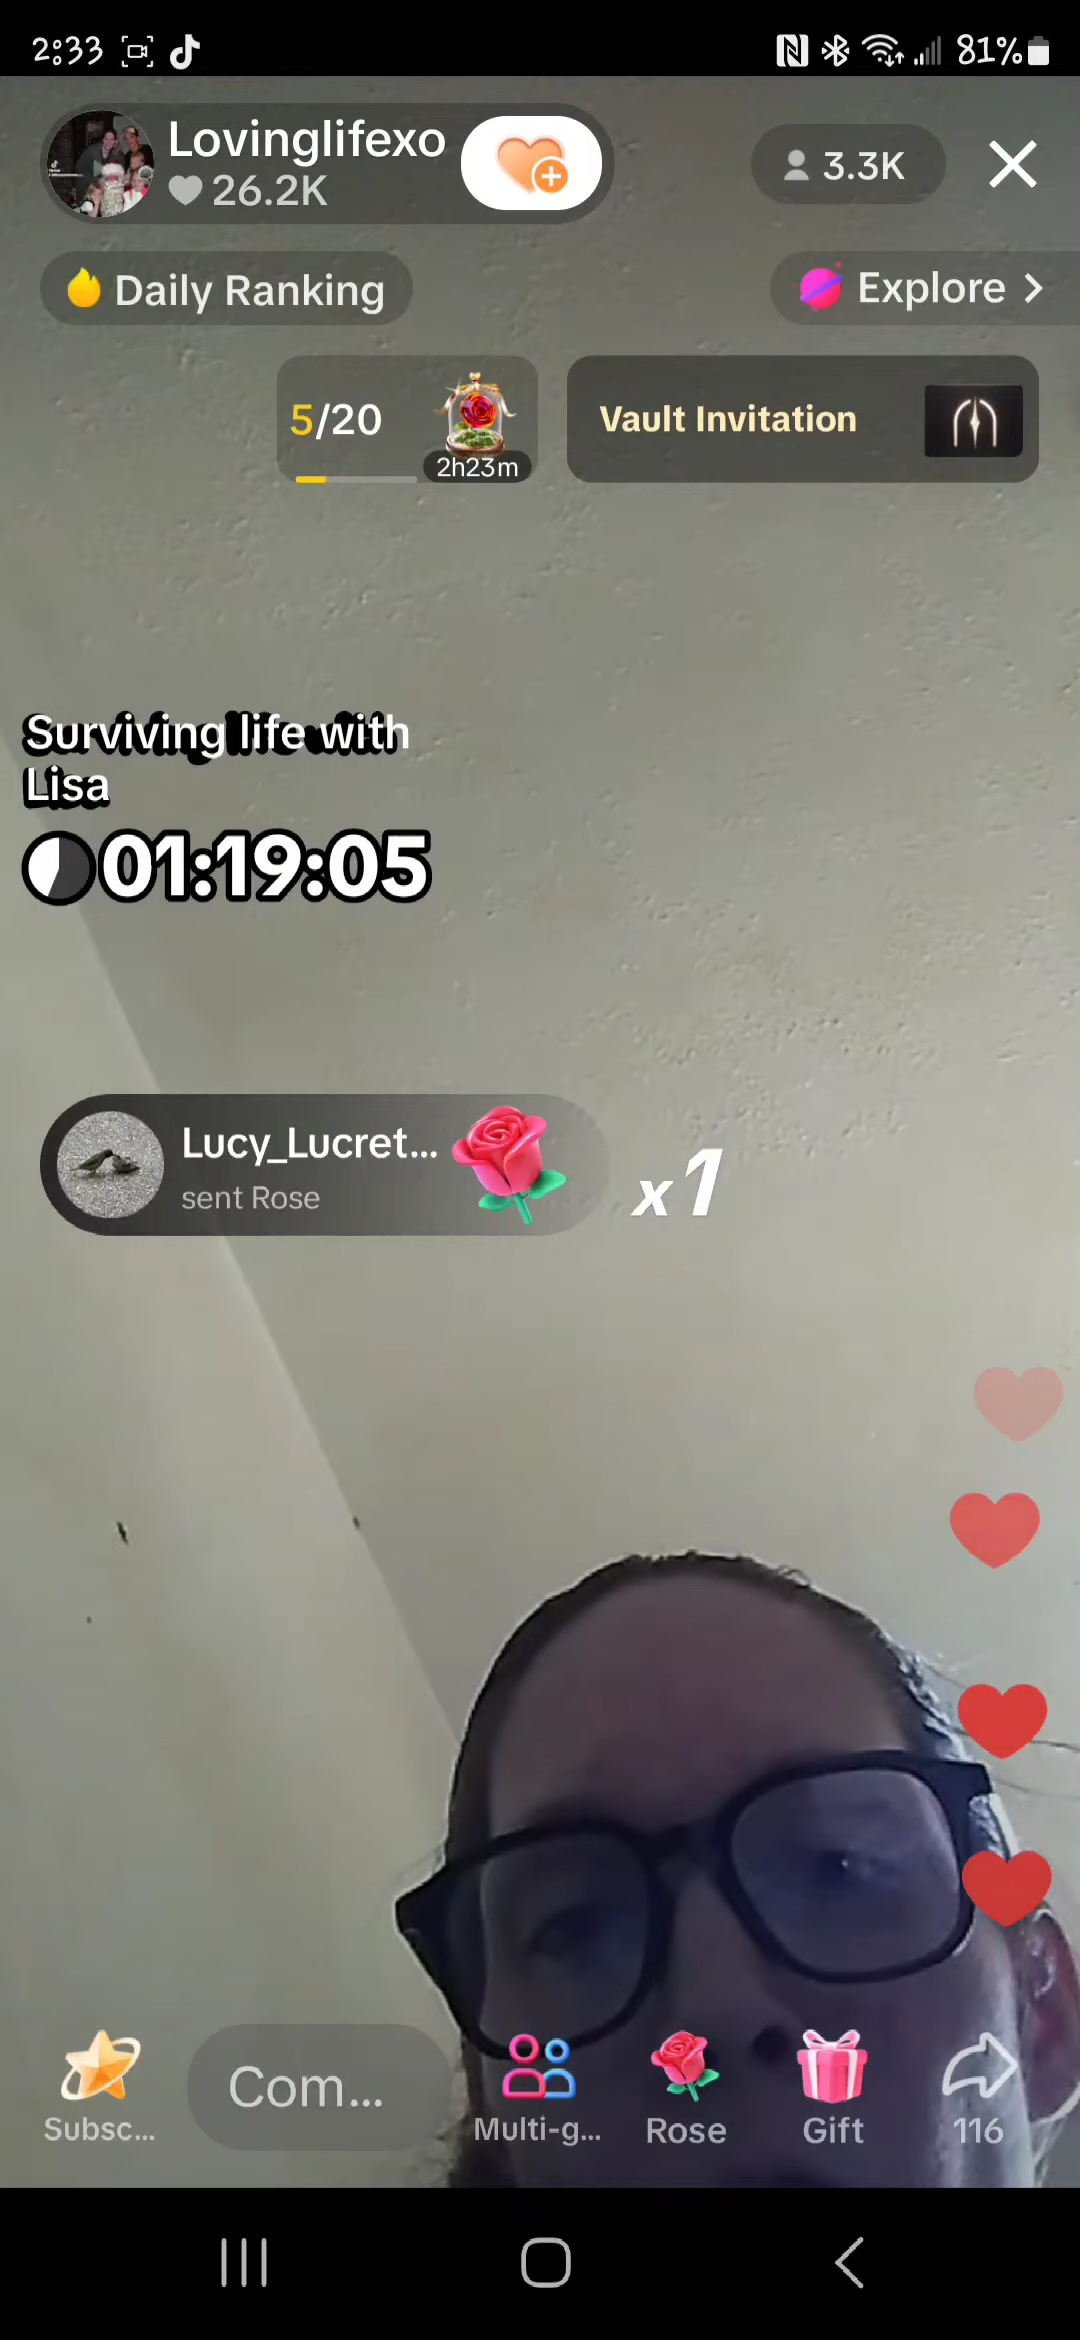 2:33
81%
Lovinglifexo
26.2K
3.3K
Daily Ranking
Explore >
5/20
2h23m
Vault Invitation
Surviving life with
Lisa
01:19:05
Lucy_Lucret...
sent Rose
x1
Com...
Subsc...
Multi-g...
Rose
Gift
116